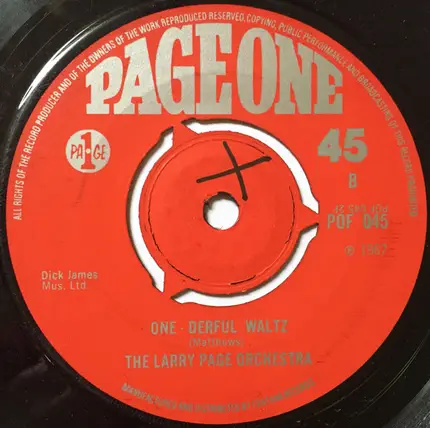 ALL RIGHTS OF THE RECORD PRODUCER AND OF THE OWNERS OF THE WORK REPRODUCED RESERVED, COPYING, PUBLIC PERFORMANCE AND BROADCASTING OF THIS RECORD PROHIBITED
PAGE ONE
PA1GE
45
B
POF 045
℗ 1967
Dick James
Mus. Ltd.
ONE-DERFUL WALTZ
(Matthews)
THE LARRY PAGE ORCHESTRA